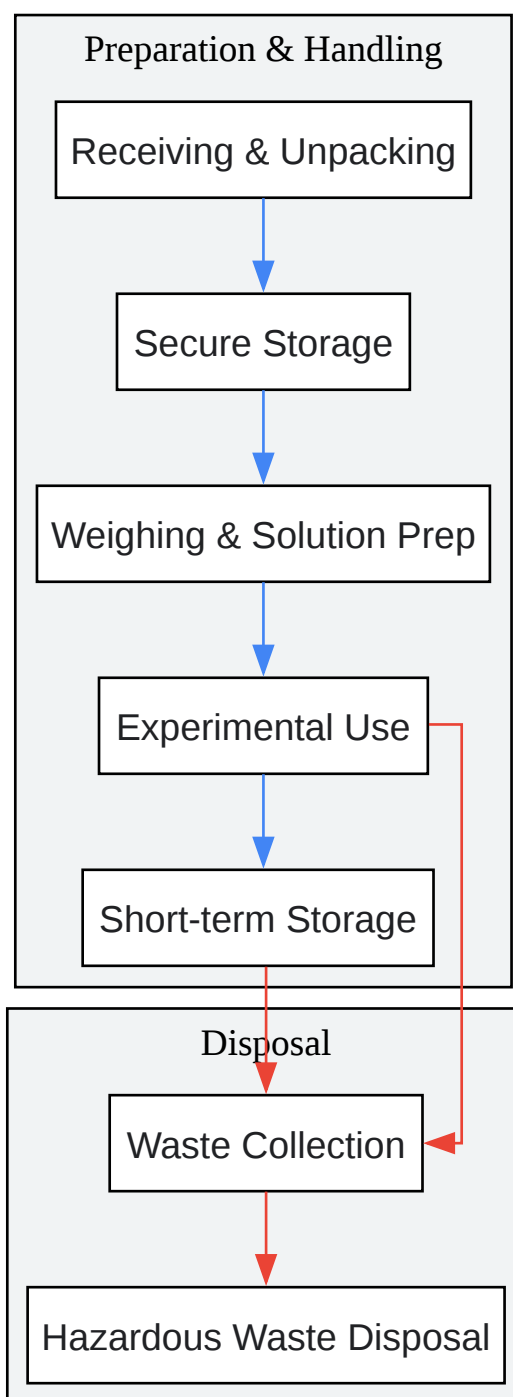 Preparation & Handling
Receiving & Unpacking
Secure Storage
Weighing & Solution Prep
Experimental Use
Short-term Storage
Disposal
Waste Collection
Hazardous Waste Disposal